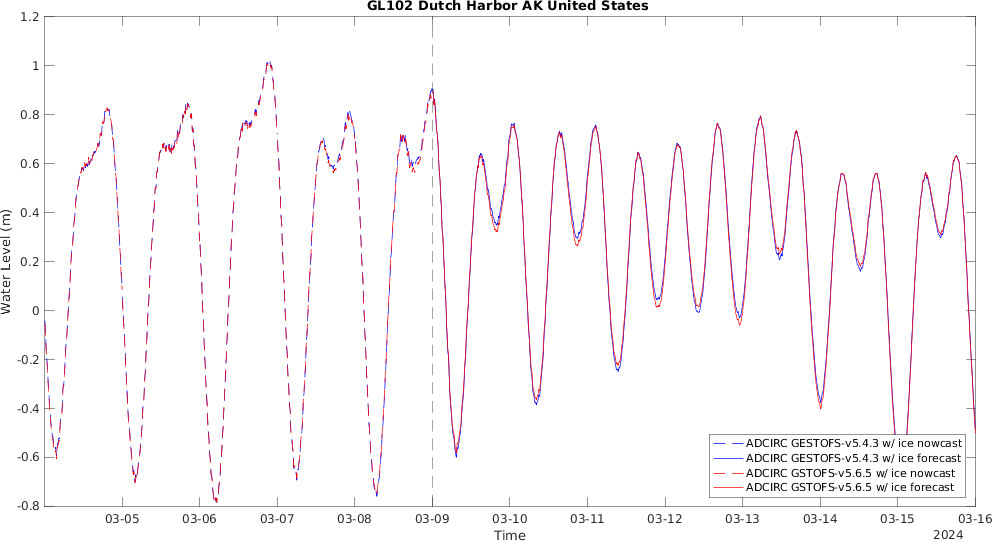 GL102 Dutch Harbor AK United States
1.2
1
0.8
0.6
0.4
0.2
0
-0.2
-0.4
-0.6
-0.8
Water Level (m)
ADCIRC GESTOFS-v5.4.3 w/ ice nowcast
ADCIRC GESTOFS-v5.4.3 w/ ice forecast
ADCIRC GSTOFS-v5.6.5 w/ ice nowcast
ADCIRC GSTOFS-v5.6.5 w/ ice forecast
03-05 03-06 03-07 03-08 03-09 03-10 03-11 03-12 03-13 03-14 03-15 03-16
Time
2024